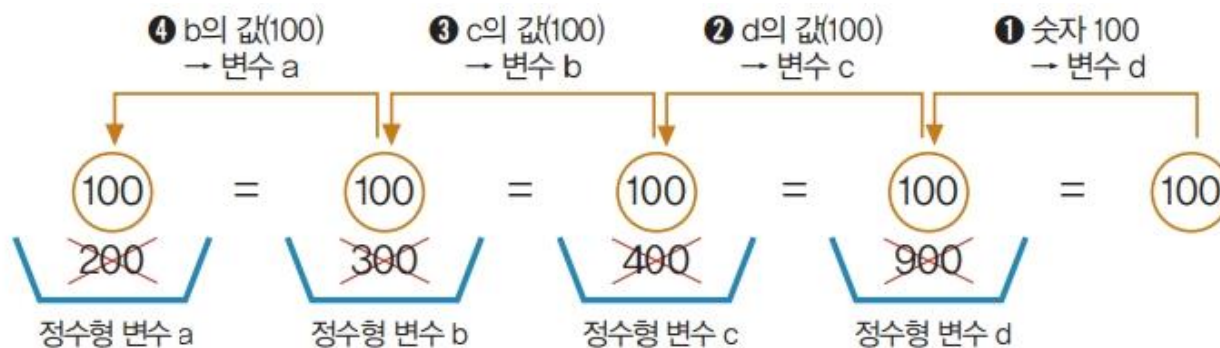 ❹ b의 값(100) ❸ c의 값(100) ❷ d의 값(100) ❶ 숫자 100
→ 변수 a → 변수 b → 변수 c → 변수 d
100 = 100 = 100 = 100 = 100
200 300 400 900
정수형 변수 a 정수형 변수 b 정수형 변수 c 정수형 변수 d